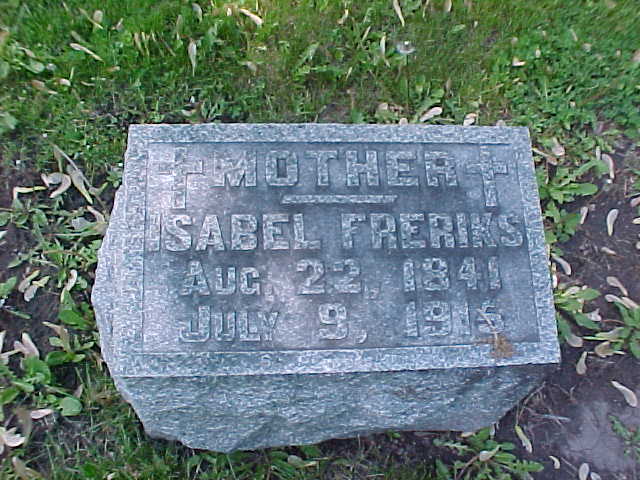 MOTHER
ISABEL FRERIKS
AUG. 22, 1841
JULY 9, 1915